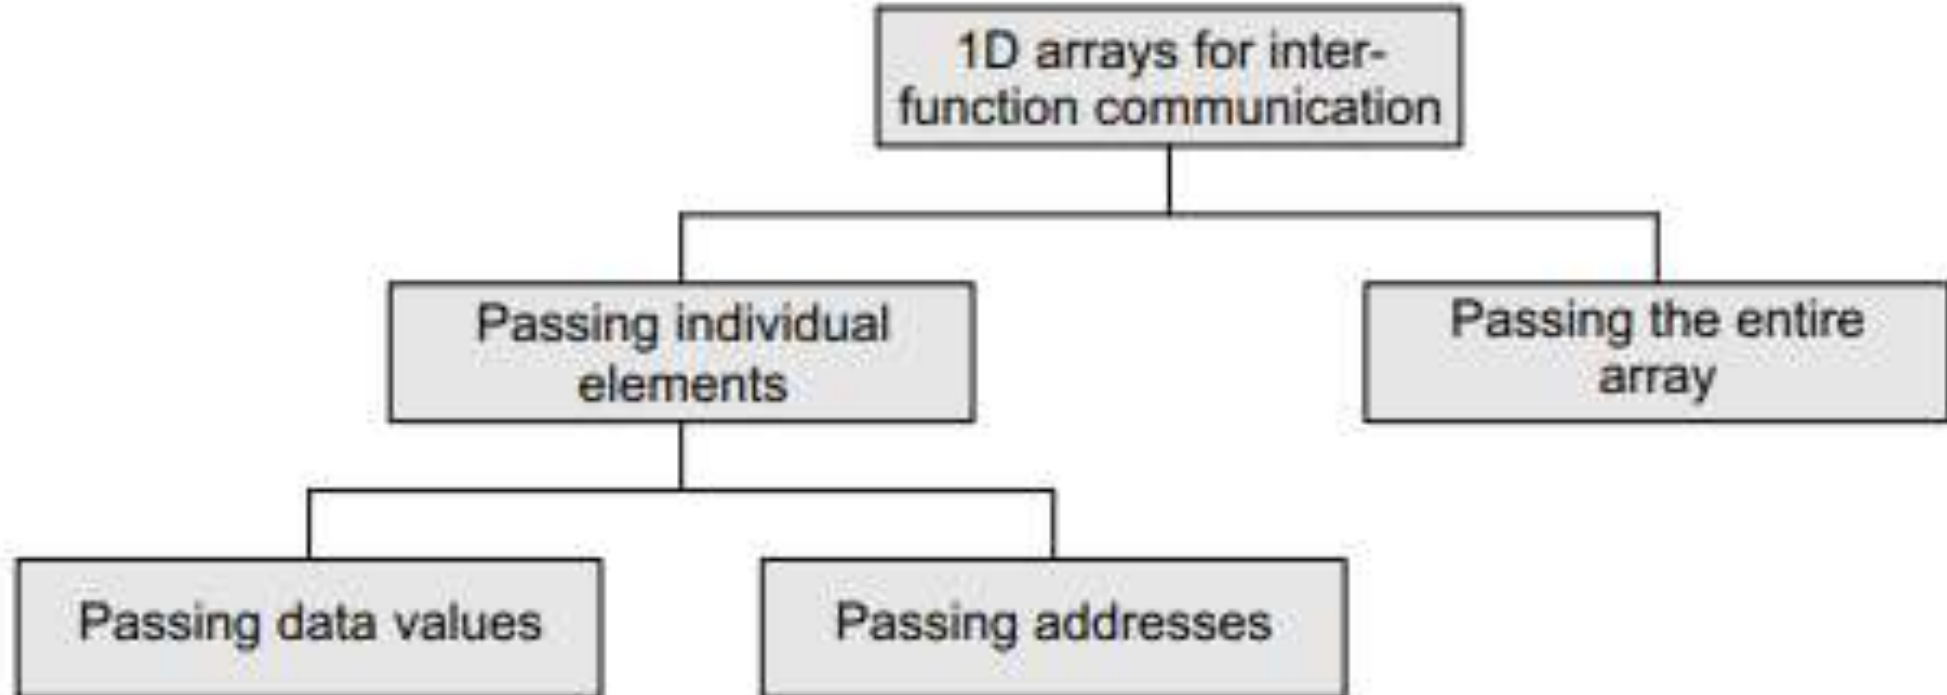 1D arrays for inter-
function communication
Passing individual
elements
Passing the entire
array
Passing data values
Passing addresses